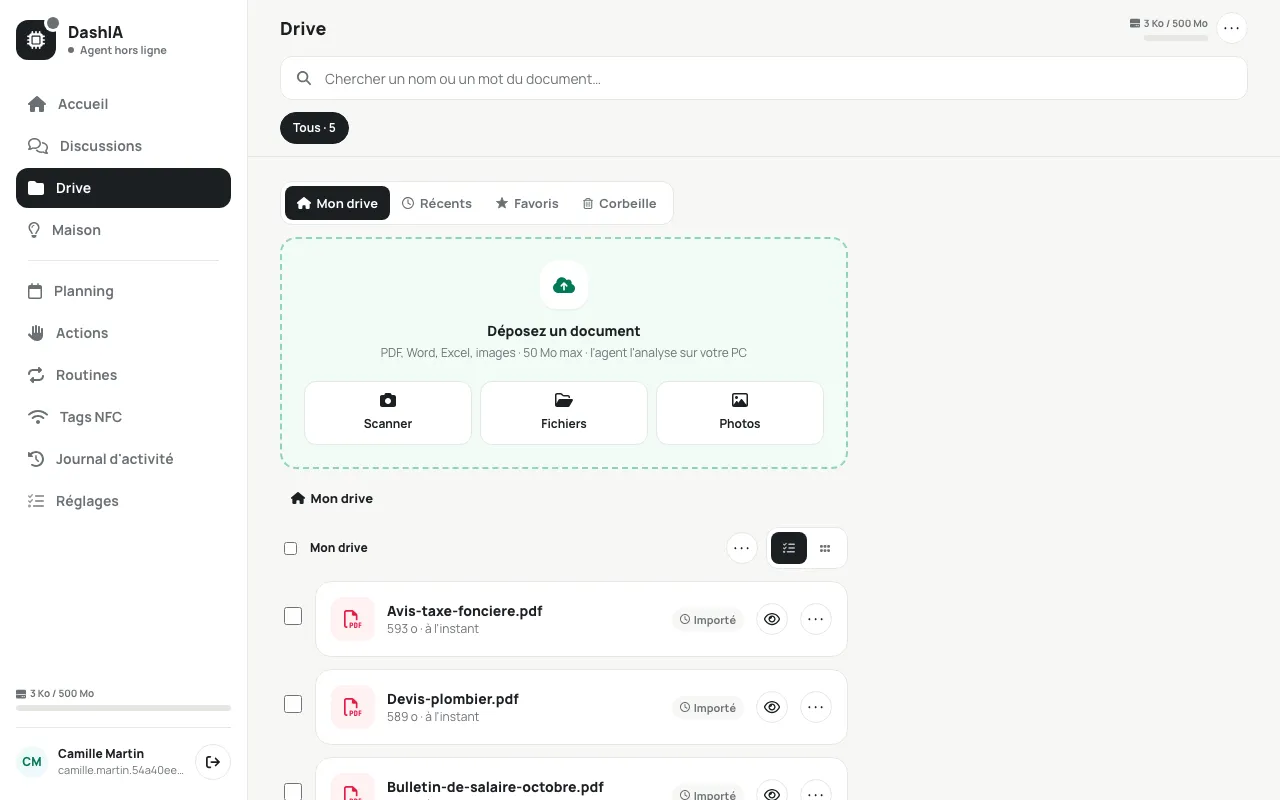 DashIA
Agent hors ligne
Accueil
Discussions
Drive
Maison
Planning
Actions
Routines
Tags NFC
Journal d'activité
Réglages
3 Ko / 500 Mo
CM
Camille Martin
camille.martin.54a40ee...
Drive
3 Ko / 500 Mo
Chercher un nom ou un mot du document...
Tous · 5
Mon drive
Récents
Favoris
Corbeille
Déposez un document
PDF, Word, Excel, images · 50 Mo max · l'agent l'analyse sur votre PC
Scanner
Fichiers
Photos
Mon drive
Mon drive
PDF
Avis-taxe-fonciere.pdf
593 o · à l'instant
Importé
PDF
Devis-plombier.pdf
589 o · à l'instant
Importé
PDF
Bulletin-de-salaire-octobre.pdf
Importé